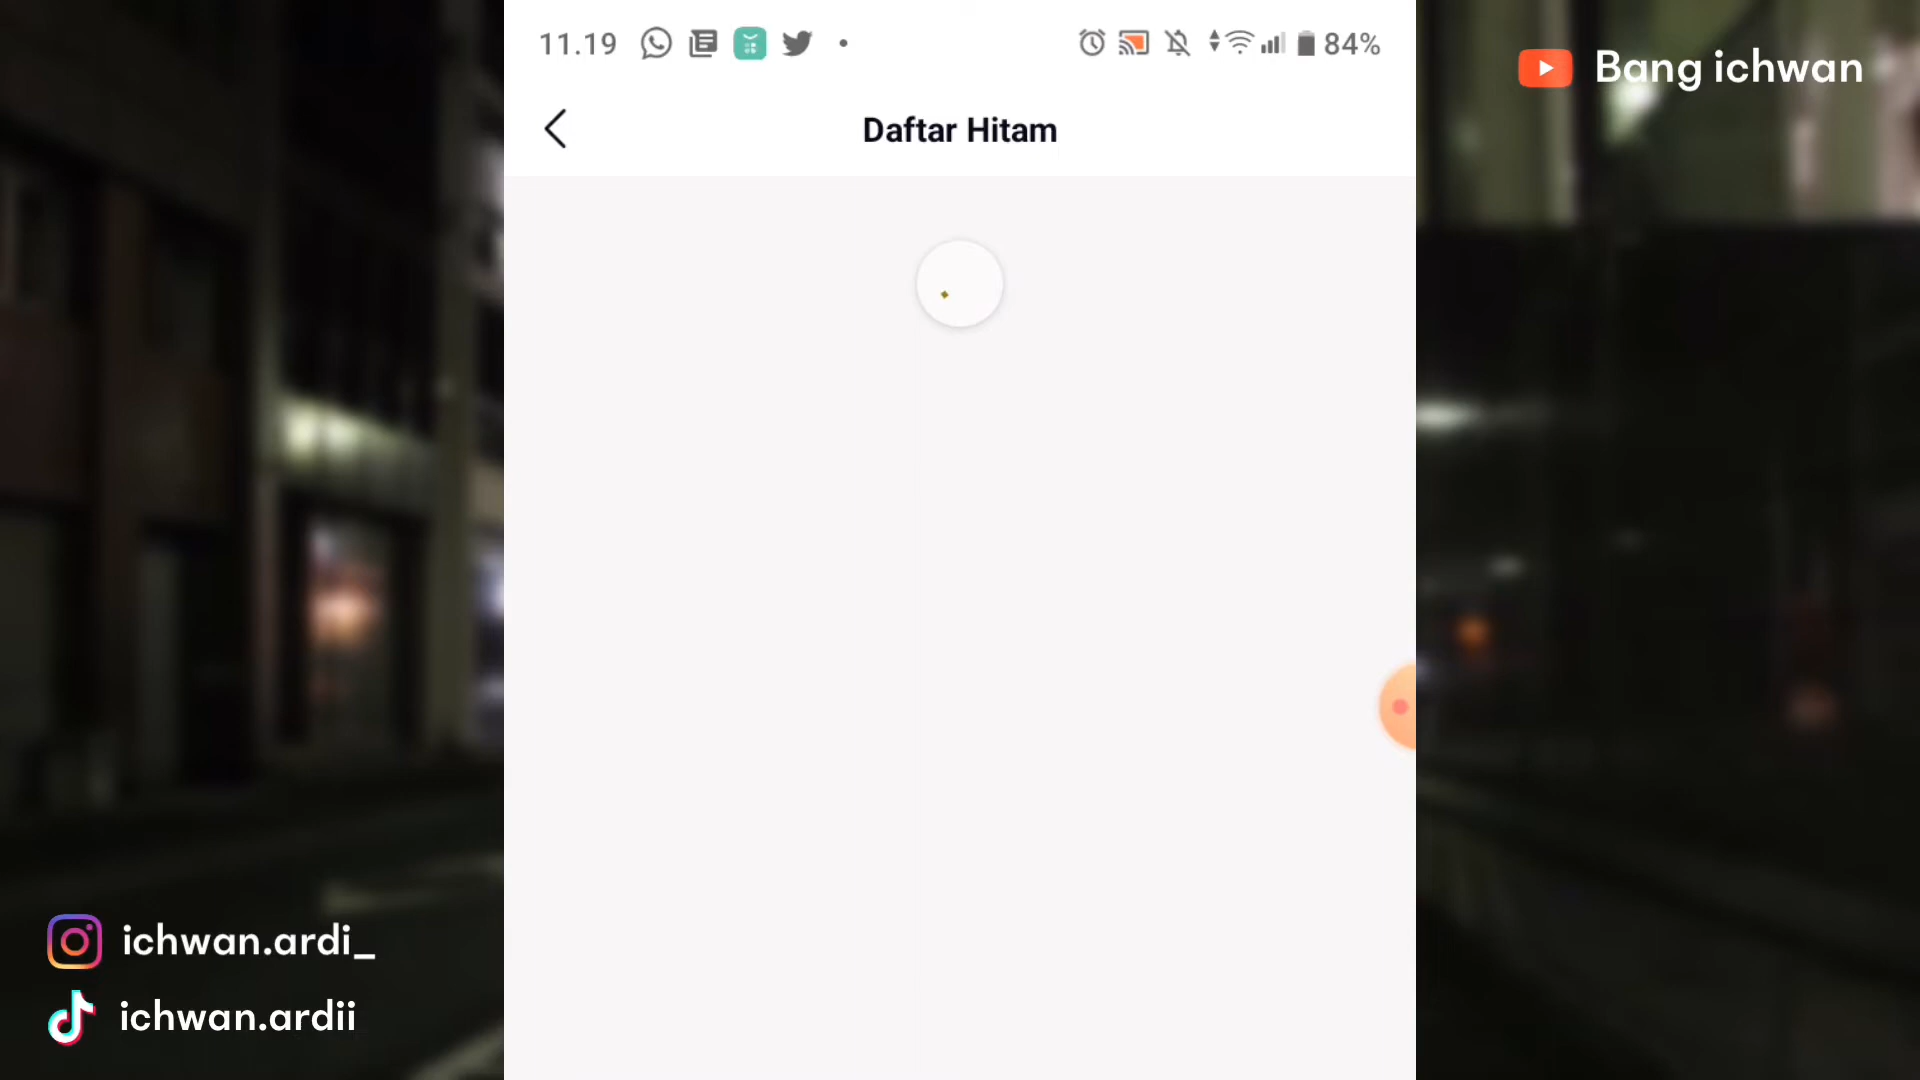 11.19
84%
Bang ichwan
Daftar Hitam
ichwan.ardi_
ichwan.ardii